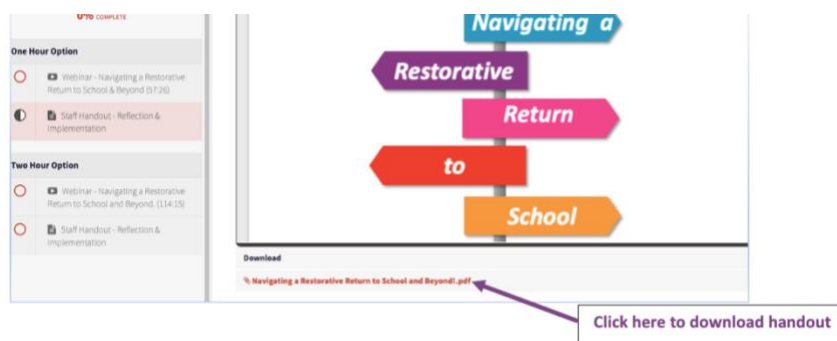 0% COMPLETE
One Hour Option
Webinar - Navigating a Restorative
Return to School & Beyond (57:26)
Staff Handout - Reflection &
Implementation
Two Hour Option
Webinar - Navigating a Restorative
Return to School and Beyond. (114:15)
Staff Handout - Reflection &
Implementation
Navigating a
Restorative
Return
to
School
Download
Navigating a Restorative Return to School and Beyond!.pdf
Click here to download handout